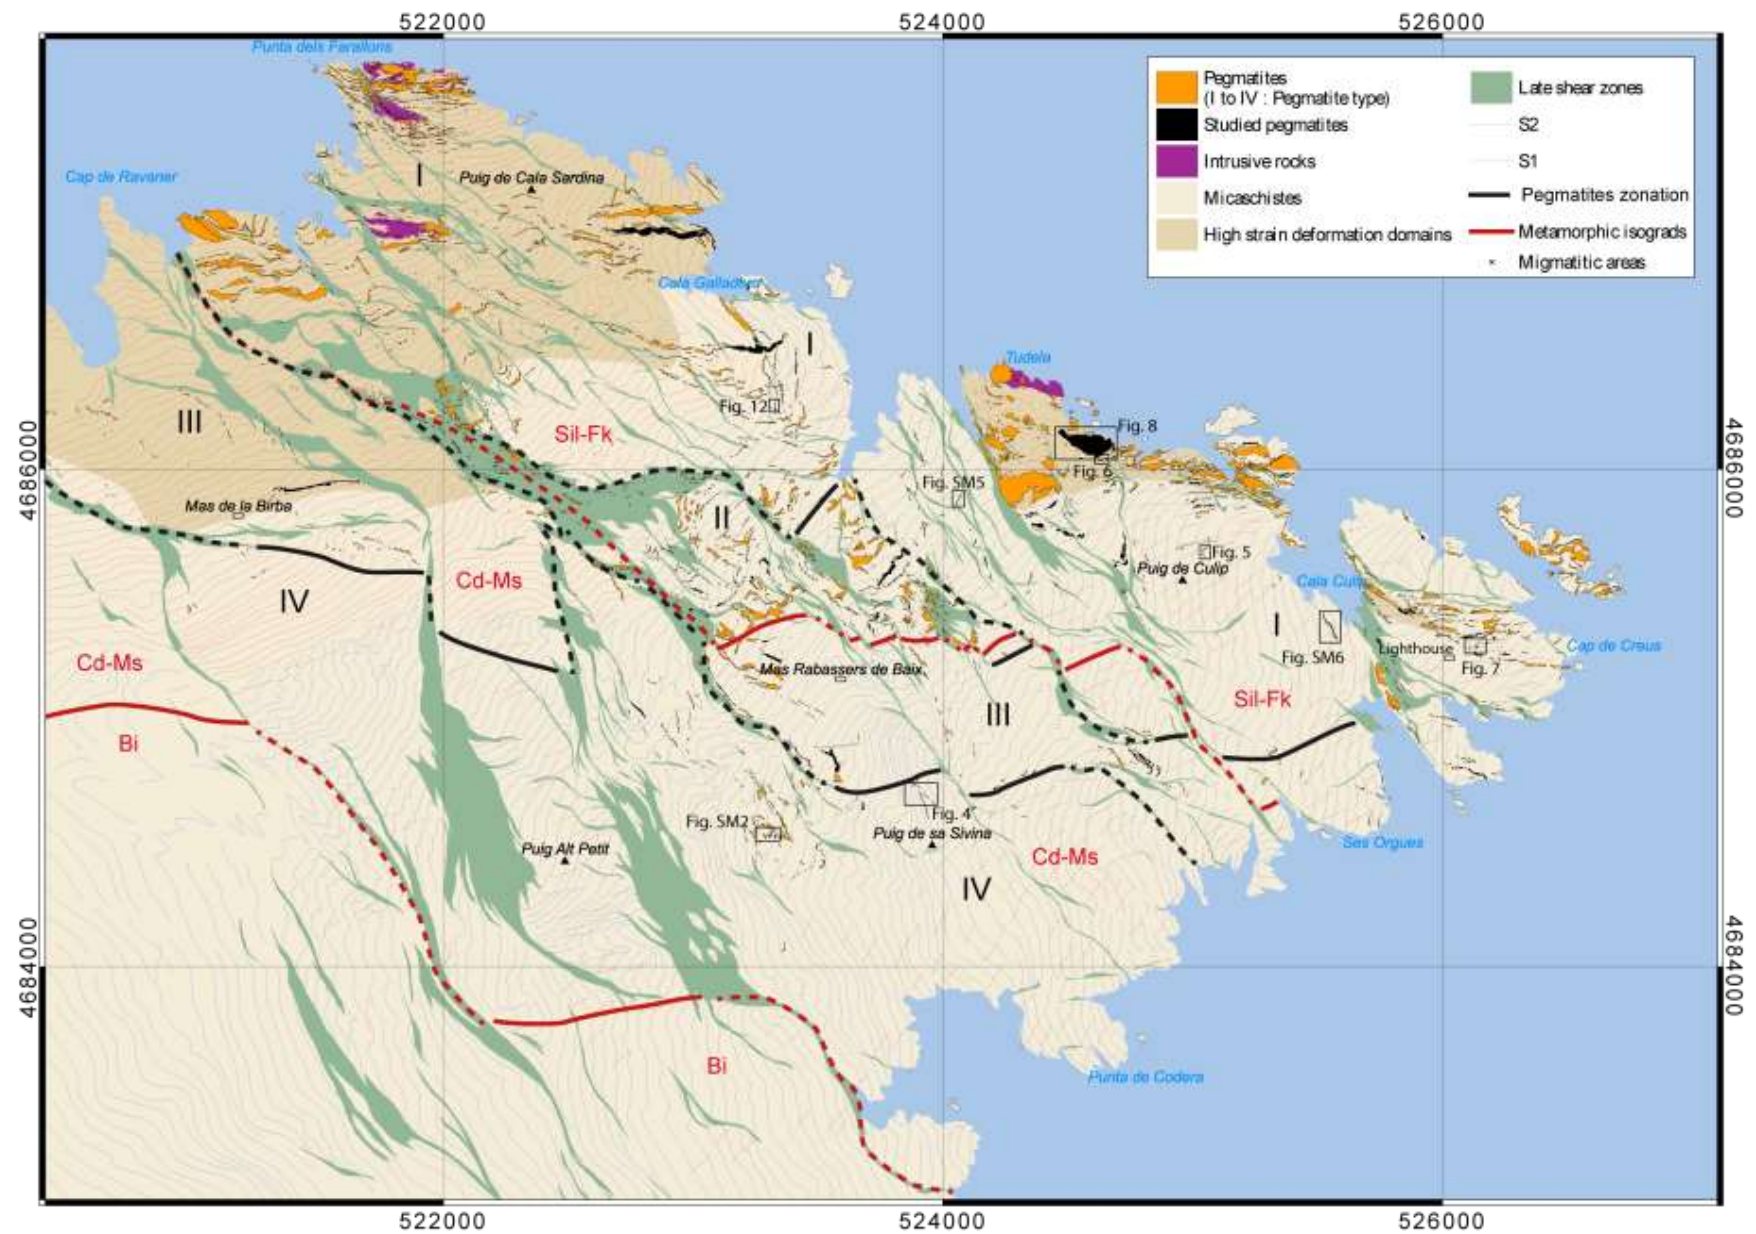 522000
524000
526000
Punta dels Farallons
Pegmatites
(I to IV : Pegmatite type)
Studied pegmatites
Intrusive rocks
Micaschistes
High strain deformation domains
Late shear zones
S2
S1
Pegmatites zonation
Metamorphic isograds
Migmatitic areas
Cap de Ravener
I
Puig de Cala Sardina
Cala Galladera
I
Tudela
Fig. 12
III
Sil-Fk
Fig. 8
4686000
4686000
Fig. 6
Fig. SM5
Mas de la Birba
II
Fig. 5
Puig de Culip
Cd-Ms
Cala Culip
IV
I
Cd-Ms
Fig. SM6
Lighthouse
Cap de Creus
Fig. 7
Mas Rabassers de Baix
Sil-Fk
III
Bi
Fig. 4
Fig. SM2
Puig de sa Sivina
Ses Orgues
Puig Alt Petit
Cd-Ms
IV
4684000
4684000
Bi
Punta de Codera
522000
524000
526000